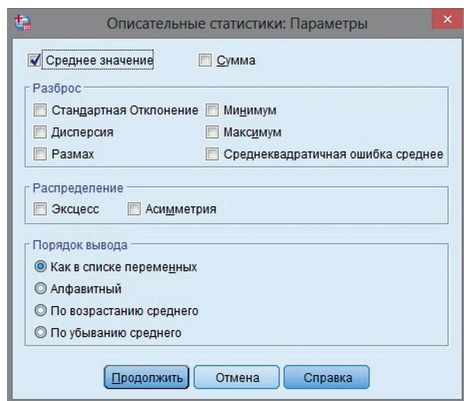 Описательные статистики: Параметры
Среднее значение Сумма
Разброс
Стандартная Отклонение Минимум
Дисперсия Максимум
Размах Среднеквадратичная ошибка среднее
Распределение
Эксцесс Асимметрия
Порядок вывода
Как в списке переменных
Алфавитный
По возрастанию среднего
По убыванию среднего
Продолжить Отмена Справка